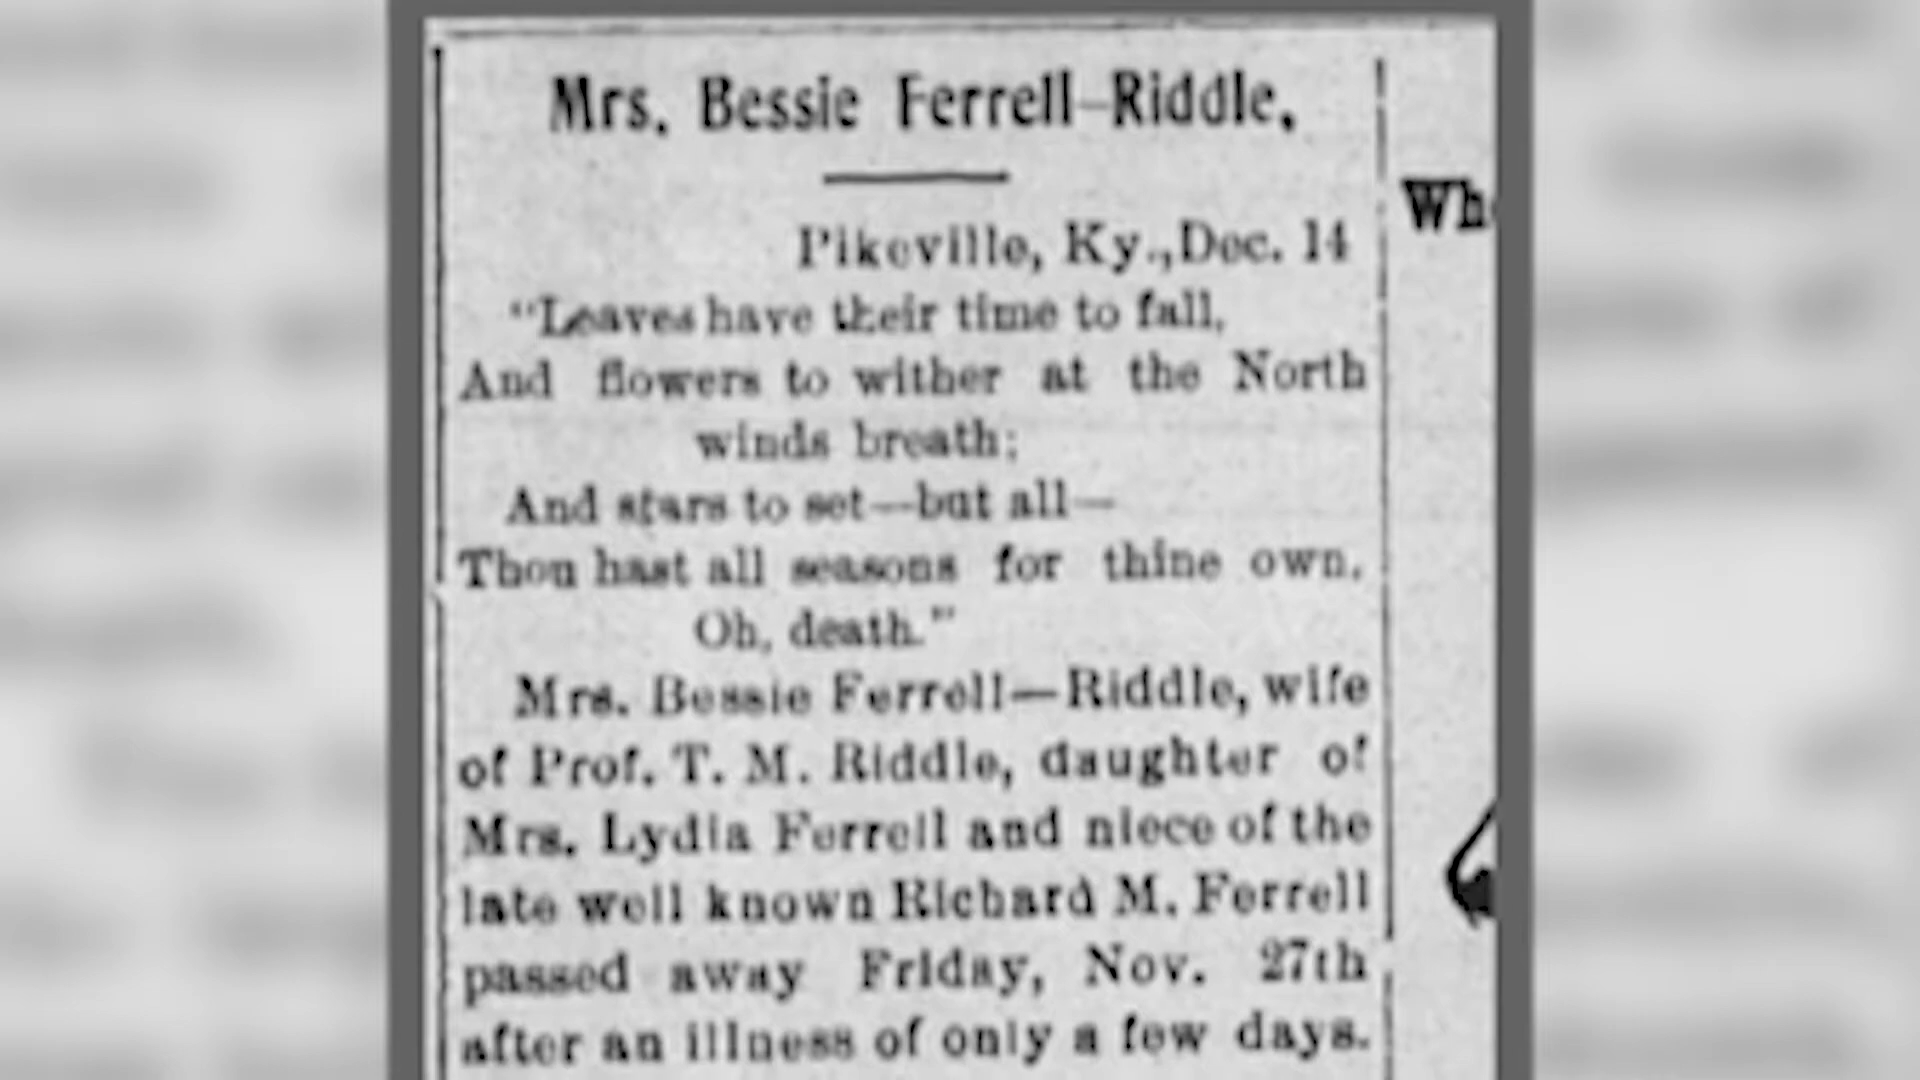 Mrs. Bessie Ferrell-Riddle,
Pikeville, Ky., Dec. 14
"Leaves have their time to fall,
And flowers to wither at the North
winds breath;
And stars to set—but all—
Thou hast all seasons for thine own,
Oh, death."
Mrs. Bessie Ferrell—Riddle, wife
of Prof. T. M. Riddle, daughter of
Mrs. Lydia Ferrell and niece of the
late well known Richard M. Ferrell
passed away Friday, Nov. 27th
after an illness of only a few days.
Wh